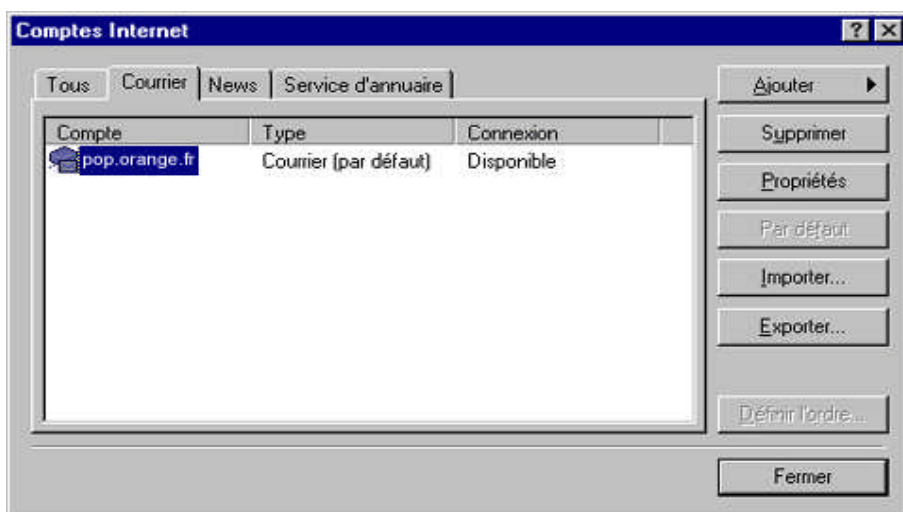 Comptes Internet
Tous Courrier News Service d'annuaire
Compte Type Connexion
pop.orange.fr Courrier (par défaut) Disponible
Ajouter
Supprimer
Propriétés
Par défaut
Importer...
Exporter...
Définir l'ordre...
Fermer